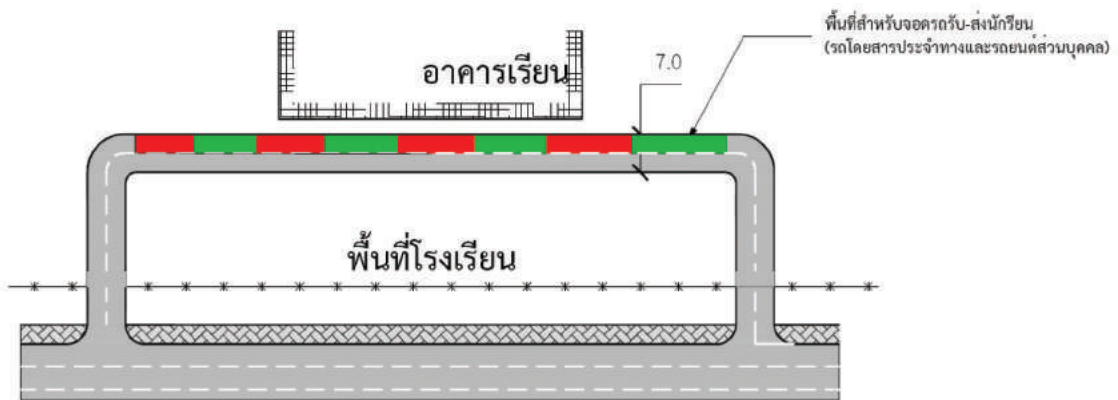 พื้นที่สำหรับจอดรถรับ-ส่งนักเรียน
(รถโดยสารประจำทางและรถยนต์ส่วนบุคคล)
อาคารเรียน
7.0
พื้นที่โรงเรียน